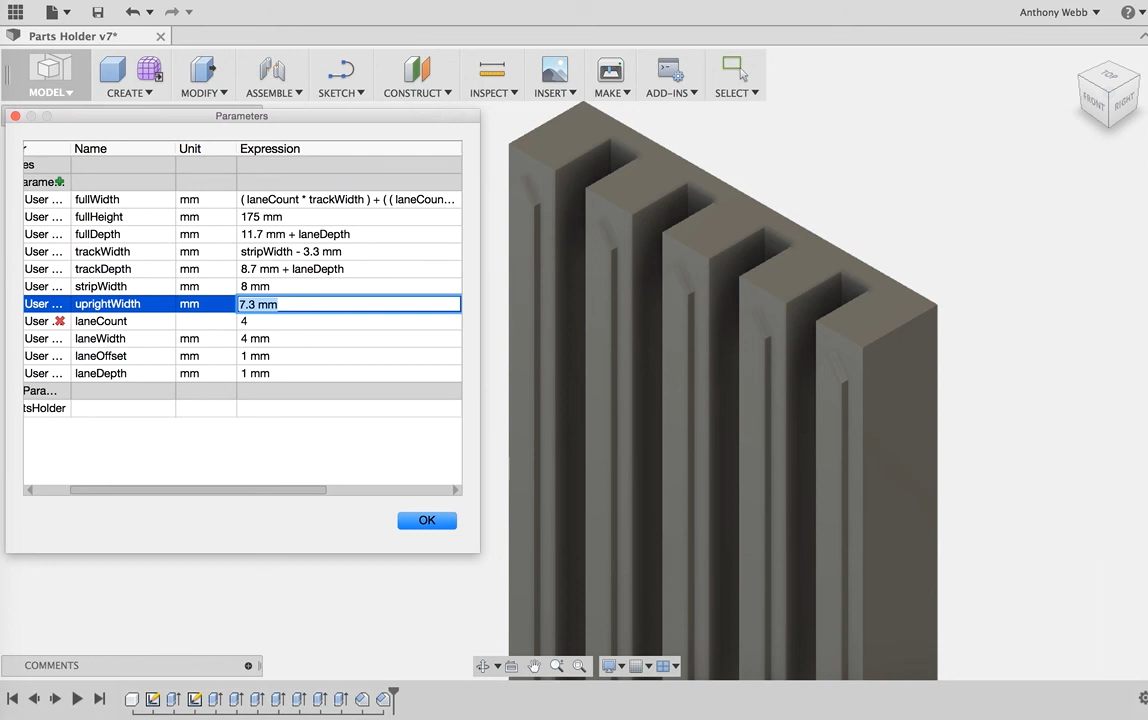 Anthony Webb
Parts Holder v7*
MODEL
CREATE
MODIFY
ASSEMBLE
SKETCH
CONSTRUCT
INSPECT
INSERT
MAKE
ADD-INS
SELECT
TOP
FRONT
RIGHT
Parameters
Name Unit Expression
es
arame...
User ... fullWidth mm ( laneCount * trackWidth ) + ( ( laneCoun...
User ... fullHeight mm 175 mm
User ... fullDepth mm 11.7 mm + laneDepth
User ... trackWidth mm stripWidth - 3.3 mm
User ... trackDepth mm 8.7 mm + laneDepth
User ... stripWidth mm 8 mm
User ... uprightWidth mm 7.3 mm
User . laneCount 4
User ... laneWidth mm 4 mm
User ... laneOffset mm 1 mm
User ... laneDepth mm 1 mm
Para...
tsHolder
OK
COMMENTS